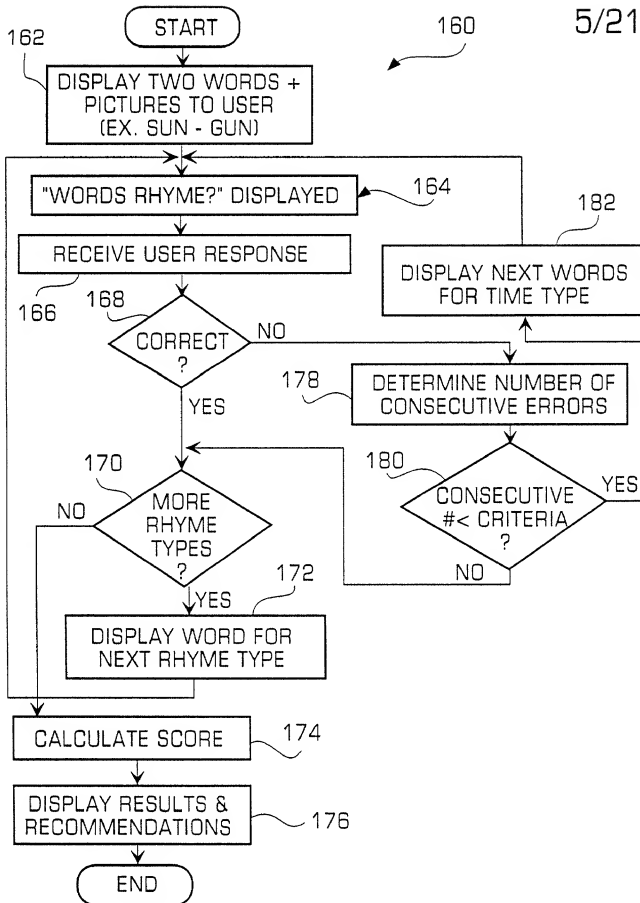 5/21
START
160
162
DISPLAY TWO WORDS +
PICTURES TO USER
(EX. SUN - GUN)
"WORDS RHYME?" DISPLAYED
164
RECEIVE USER RESPONSE
166
182
DISPLAY NEXT WORDS
FOR TIME TYPE
168
CORRECT
?
NO
YES
178
DETERMINE NUMBER OF
CONSECUTIVE ERRORS
180
CONSECUTIVE
#< CRITERIA
?
YES
NO
170
MORE
RHYME
TYPES
?
NO
YES
172
DISPLAY WORD FOR
NEXT RHYME TYPE
CALCULATE SCORE
174
DISPLAY RESULTS &
RECOMMENDATIONS
176
END